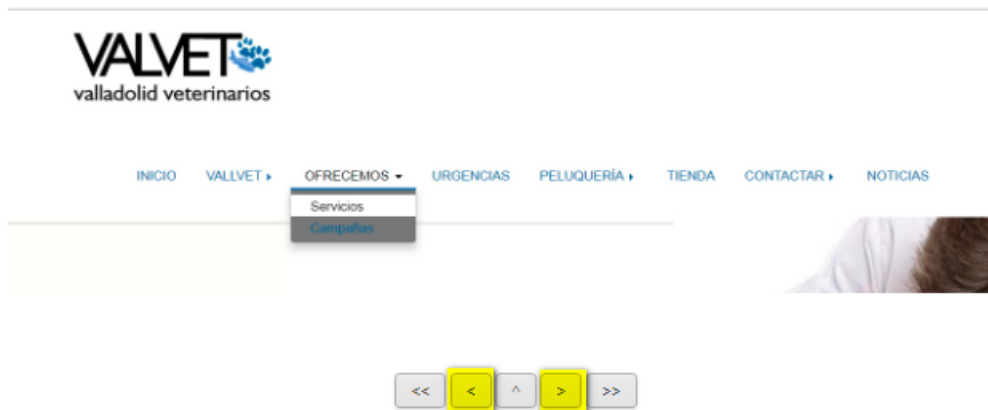 VALVET
valladolid veterinarios
INICIO VALLVET OFRECEMOS URGENCIAS PELUQUERÍA TIENDA CONTACTAR NOTICIAS
Servicios
Campañas
<< < ^ > >>